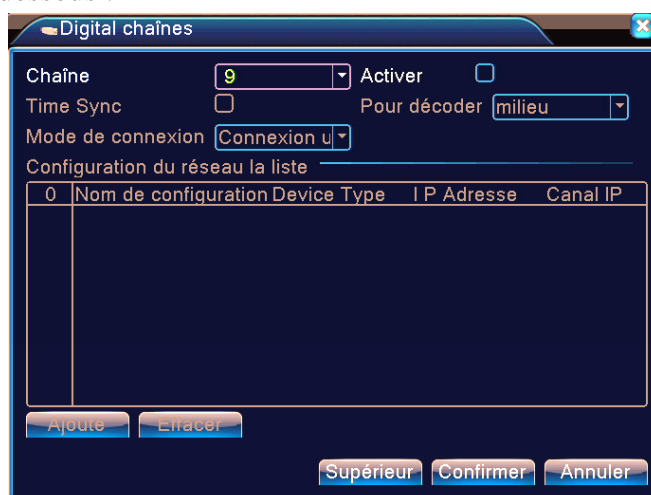 Digital chaînes
Chaîne 9 Activer
Time Sync Pour décoder milieu
Mode de connexion Connexion u
Configuration du réseau la liste
0 Nom de configuration Device Type I P Adresse Canal IP
Ajoute Effacer
Supérieur Confirmer Annuler